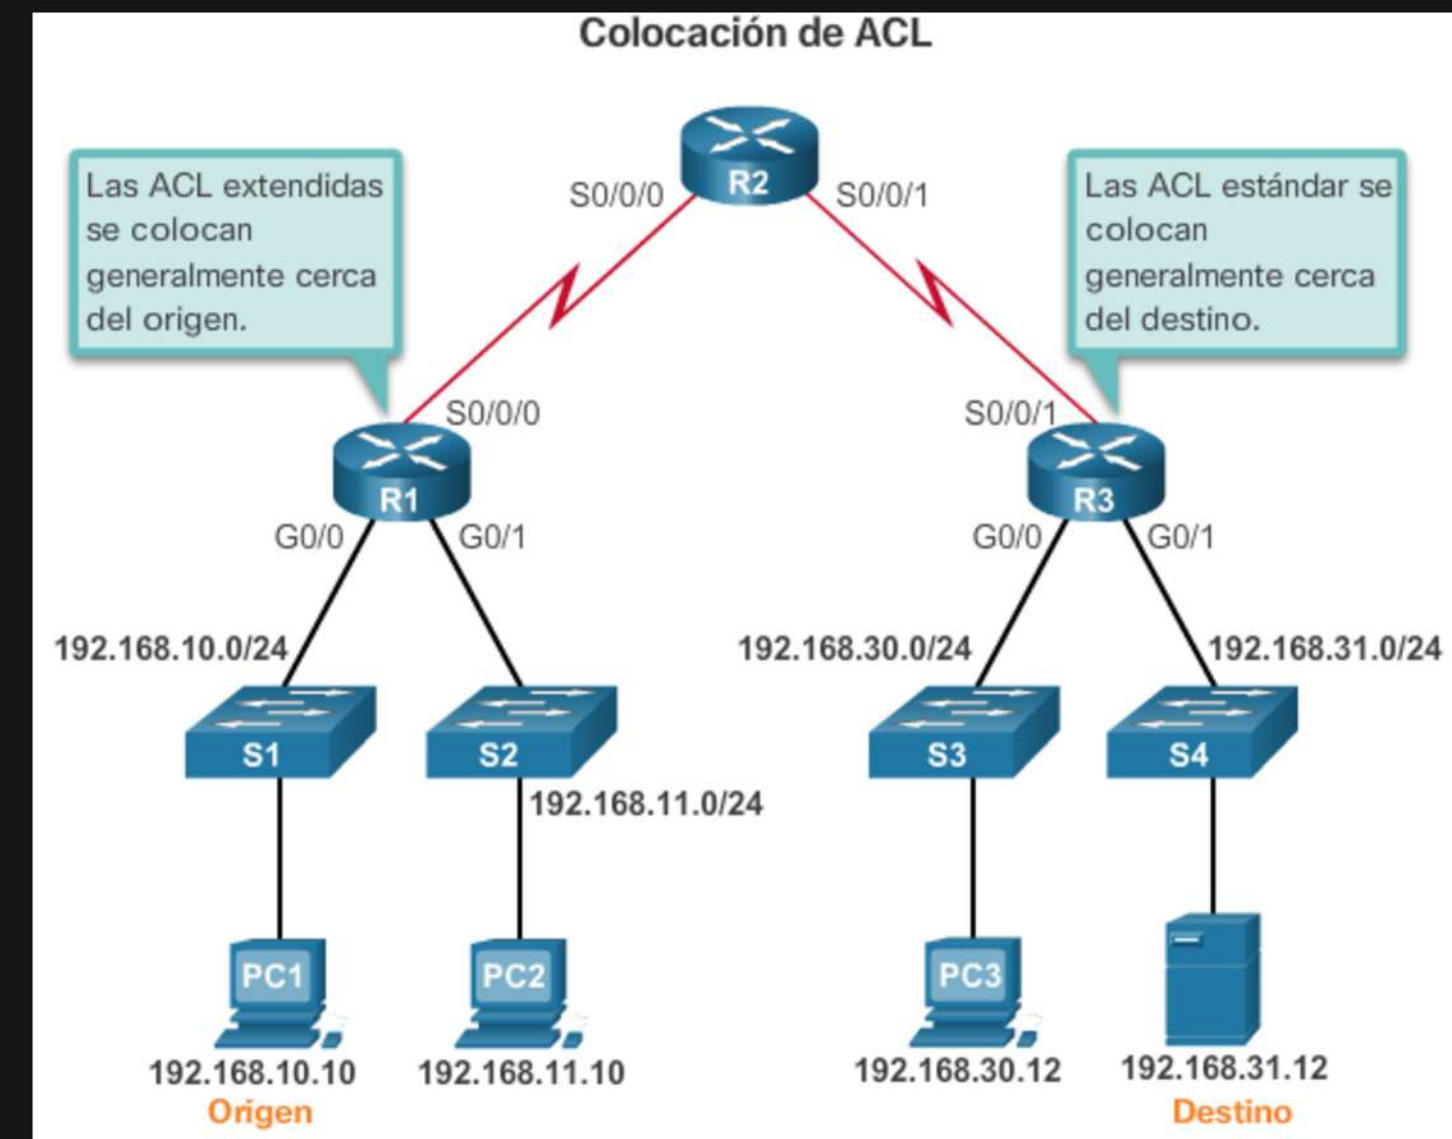 Colocación de ACL
Las ACL extendidas
se colocan
generalmente cerca
del origen.
R2
S0/0/0
S0/0/1
Las ACL estándar se
colocan
generalmente cerca
del destino.
S0/0/0
R1
G0/0
G0/1
S0/0/1
R3
G0/0
G0/1
192.168.10.0/24
192.168.30.0/24
192.168.31.0/24
S1
S2
S3
S4
192.168.11.0/24
PC1
PC2
PC3
192.168.10.10
192.168.11.10
192.168.30.12
192.168.31.12
Origen
Destino